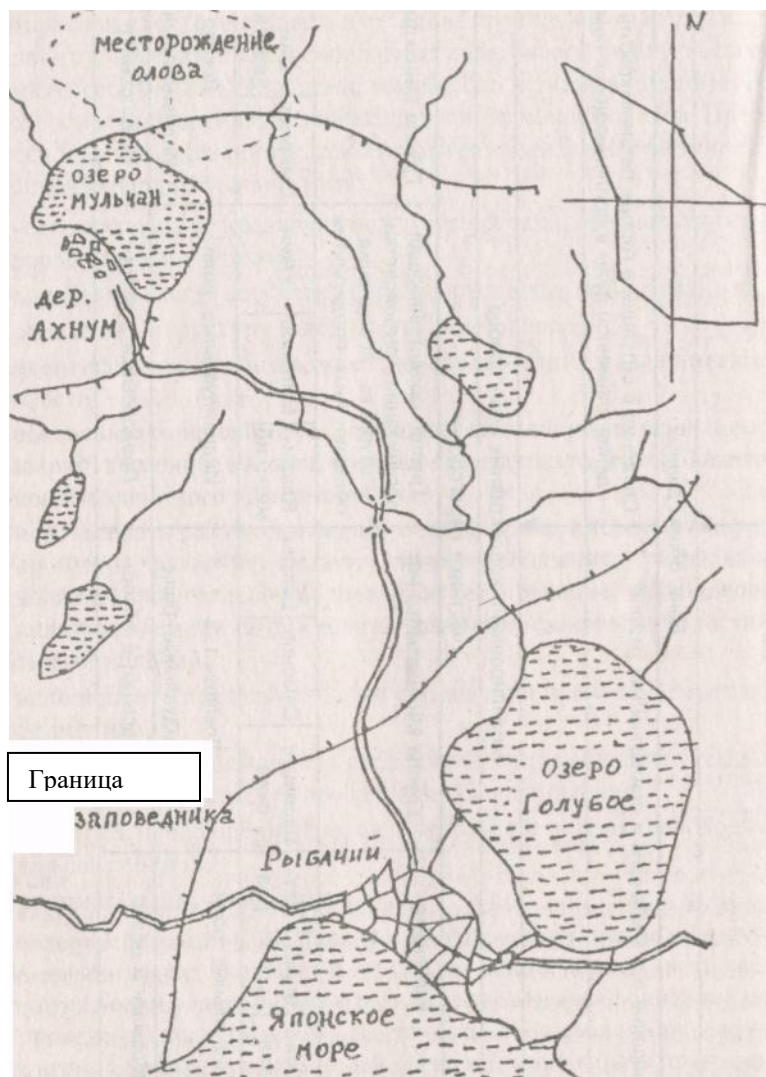 N
месторождение
олова
озеро
мульчан
дер.
Ахнум
Граница
заповедника
Рыбачий
озеро
Голубое
Японское
море